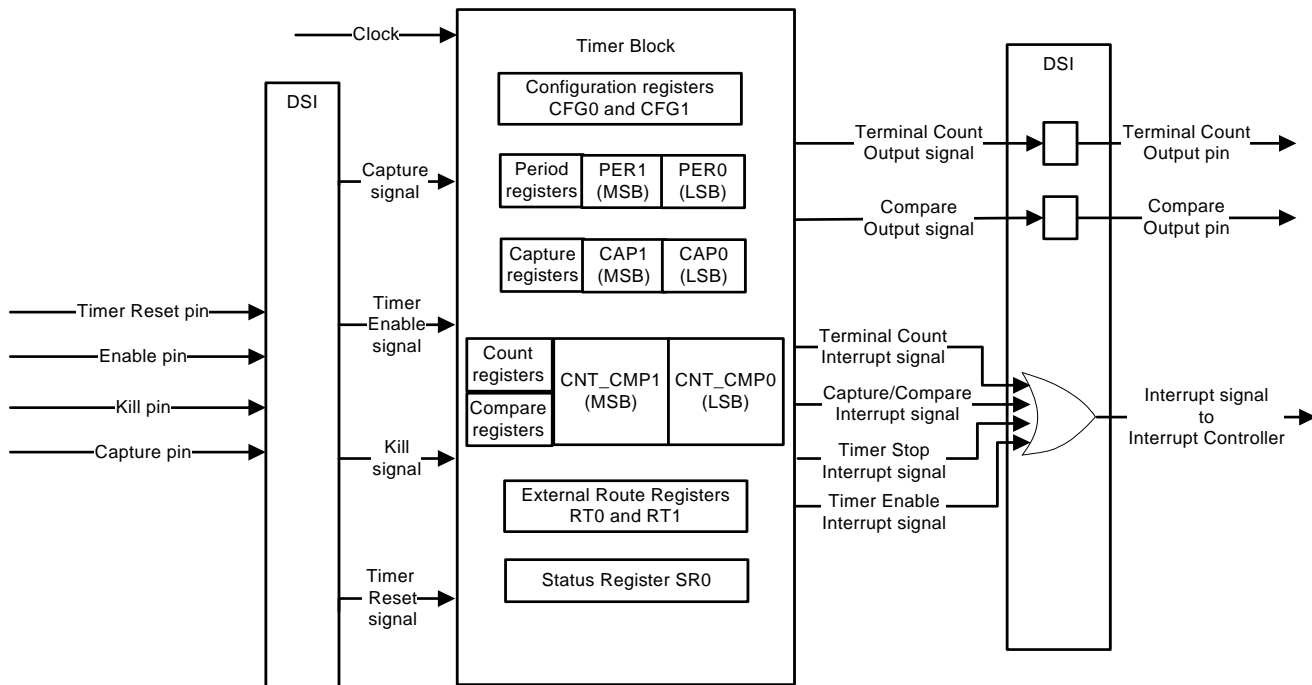 Clock
Timer Block
DSI
DSI
Configuration registers
CFG0 and CFG1
Capture
signal
Period
registers
PER1
(MSB)
PER0
(LSB)
Capture
registers
CAP1
(MSB)
CAP0
(LSB)
Terminal Count
Output signal
Terminal Count
Output pin
Compare
Output signal
Compare
Output pin
Timer Reset pin
Enable pin
Kill pin
Capture pin
Timer
Enable
signal
Count
registers
Compare
registers
CNT_CMP1
(MSB)
CNT_CMP0
(LSB)
Terminal Count
Interrupt signal
Capture/Compare
Interrupt signal
Timer Stop
Interrupt signal
Timer Enable
Interrupt signal
Interrupt signal
to
Interrupt Controller
Kill
signal
External Route Registers
RT0 and RT1
Status Register SR0
Timer
Reset
signal